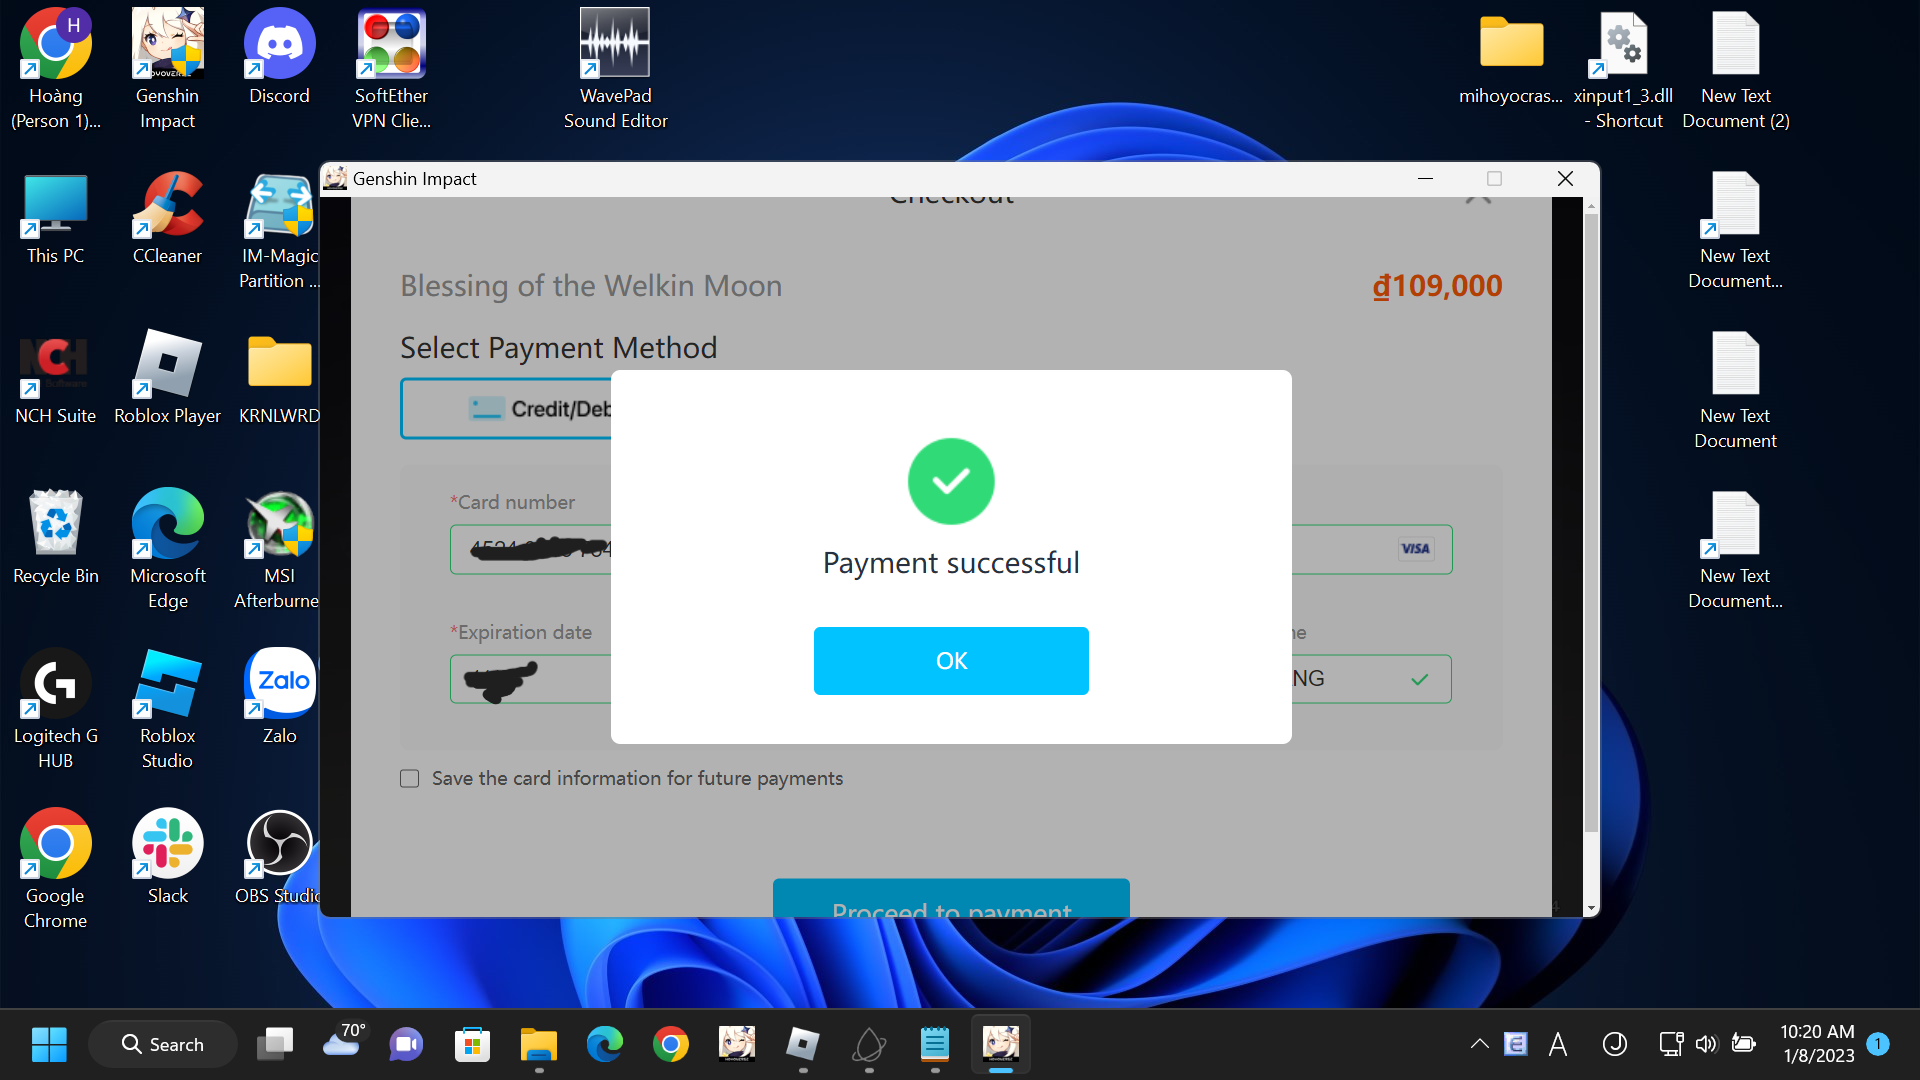 H
Hoàng
(Person 1)...
Genshin
Impact
Discord
SoftEther
VPN Clie...
WavePad
Sound Editor
mihoyocras...
xinput1_3.dll
- Shortcut
New Text
Document (2)
This PC
CCleaner
IM-Magic
Partition ...
New Text
Document...
NCH Suite
Roblox Player
KRNLWRD
New Text
Document
Recycle Bin
Microsoft
Edge
MSI
Afterburne
New Text
Document...
Logitech G
HUB
Roblox
Studio
Zalo
Zalo
Google
Chrome
Slack
OBS Studio
Genshin Impact
Checkout
Blessing of the Welkin Moon
₫109,000
Select Payment Method
Credit/Deb
*Card number
VISA
Payment successful
OK
*Expiration date
NG
Save the card information for future payments
Proceed to payment
70°
Search
E
A
J
10:20 AM
1/8/2023
1